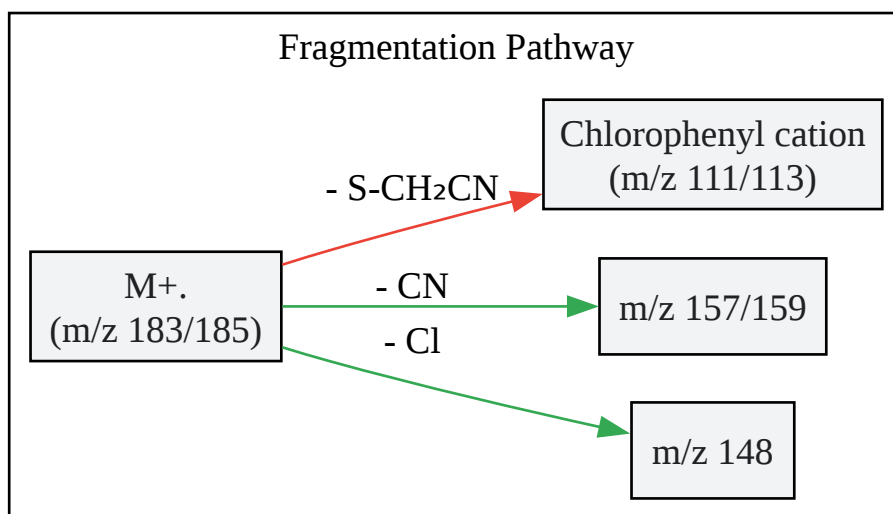 Fragmentation Pathway
Chlorophenyl cation
(m/z 111/113)
- S-CH₂CN
M+.
(m/z 183/185)
- CN
m/z 157/159
- Cl
m/z 148